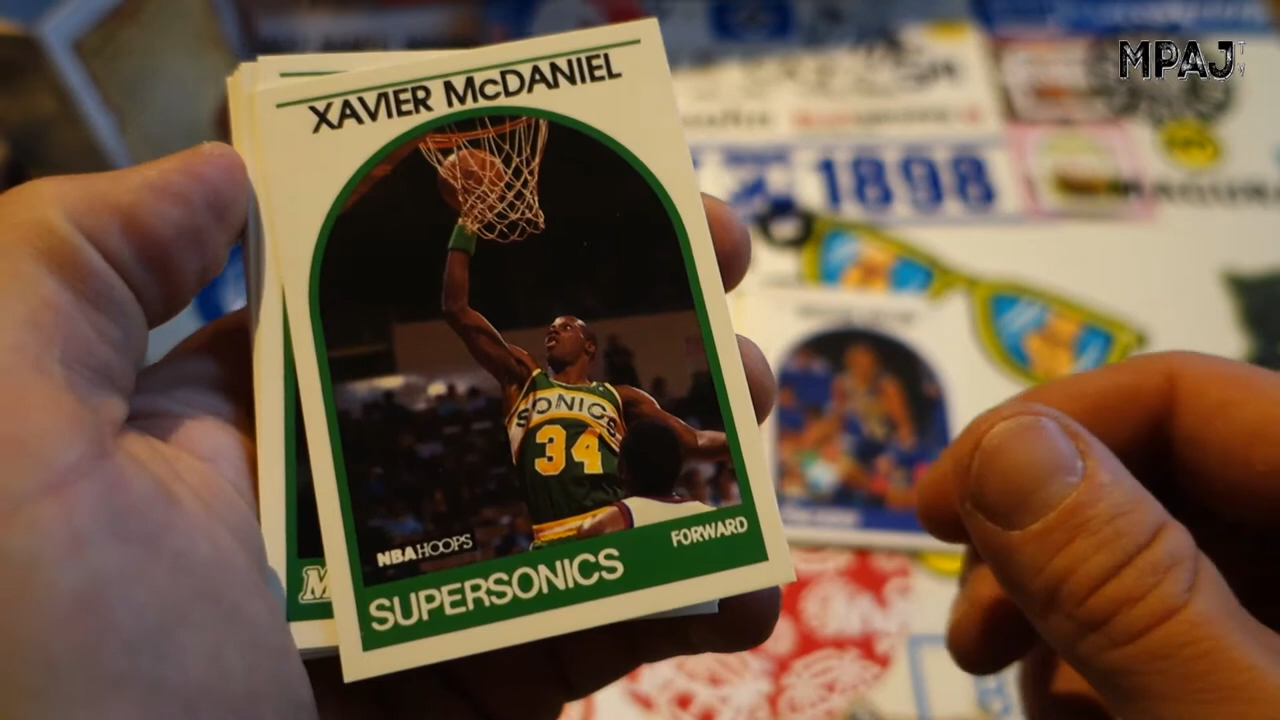 MPAJ
XAVIER McDANIEL
1898
SONICS
34
NBA HOOPS
FORWARD
SUPERSONICS
M